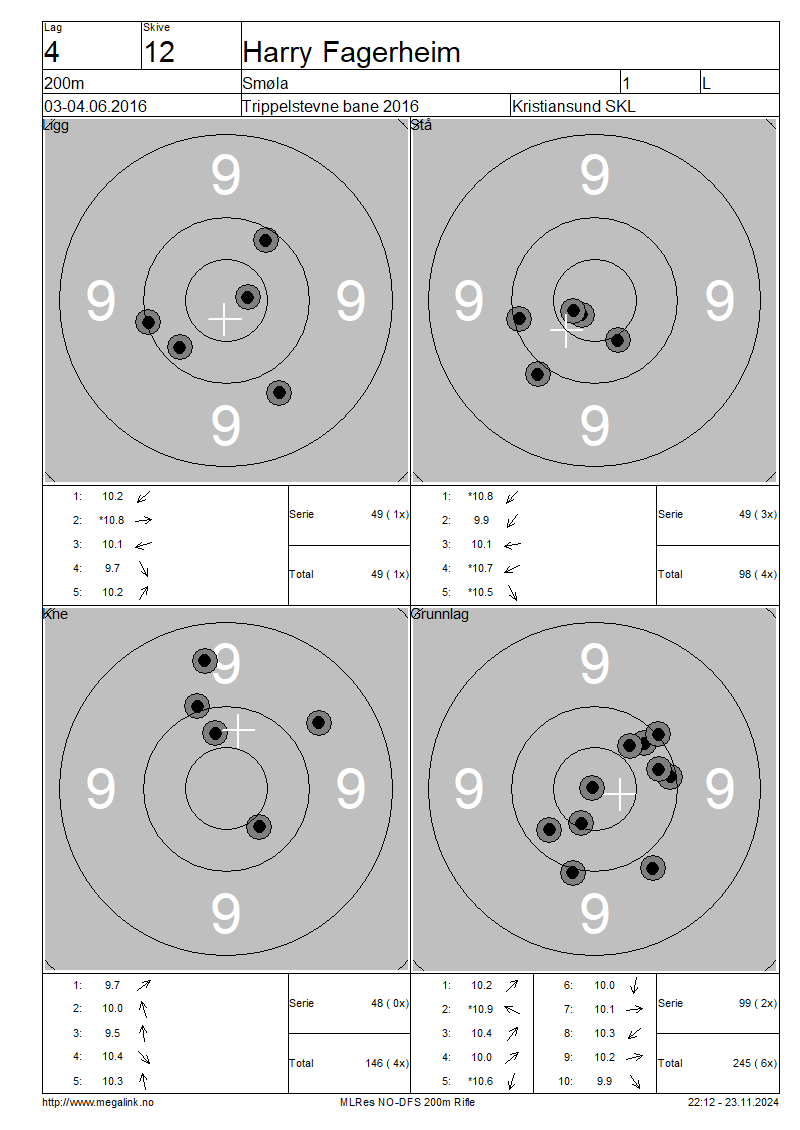 Lag Skive
4 12 Harry Fagerheim
200m Smøla 1 L
03-04.06.2016 Trippelstevne bane 2016 Kristiansund SKL
Ligg
9
9 9
9
Stå
9
9 9
9
1: 10.2
2: *10.8
3: 10.1
4: 9.7
5: 10.2
Serie 49 ( 1x)
Total 49 ( 1x)
1: *10.8
2: 9.9
3: 10.1
4: *10.7
5: *10.5
Serie 49 ( 3x)
Total 98 ( 4x)
Kne
9
9 9
9
Grunnlag
9
9 9
9
1: 9.7
2: 10.0
3: 9.5
4: 10.4
5: 10.3
Serie 48 ( 0x)
Total 146 ( 4x)
1: 10.2
2: *10.9
3: 10.4
4: 10.0
5: *10.6
6: 10.0
7: 10.1
8: 10.3
9: 10.2
10: 9.9
Serie 99 ( 2x)
Total 245 ( 6x)
http://www.megalink.no MLRes NO-DFS 200m Rifle 22:12 - 23.11.2024